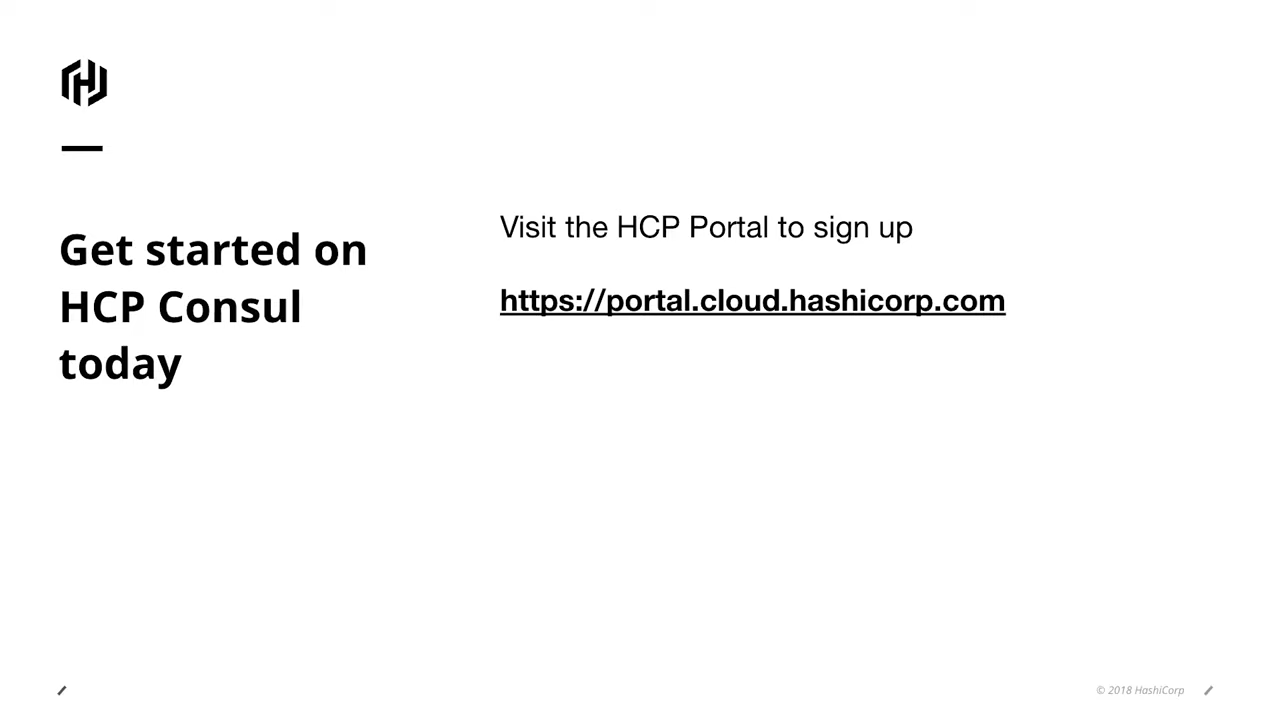 Get started on
HCP Consul
today
Visit the HCP Portal to sign up
https://portal.cloud.hashicorp.com
© 2018 HashiCorp